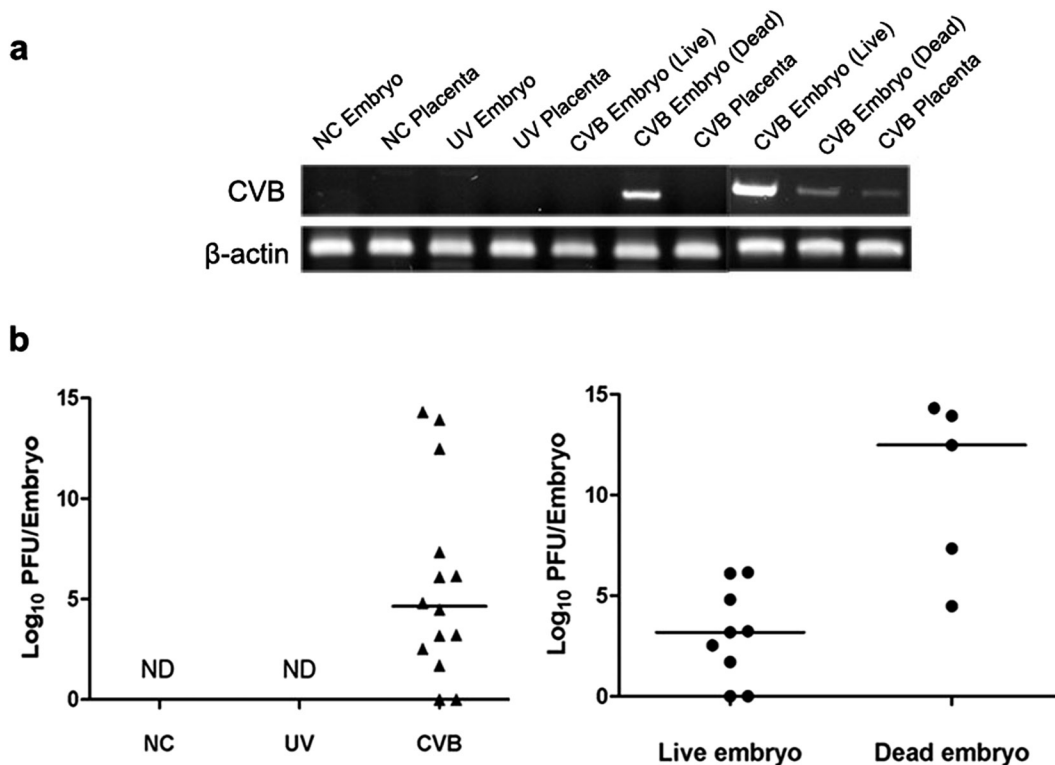 a
NC Embryo
NC Placenta
UV Embryo
UV Placenta
CVB Embryo (Live)
CVB Embryo (Dead)
CVB Placenta
CVB Embryo (Live)
CVB Embryo (Dead)
CVB Placenta
CVB
β-actin
b
Log10 PFU/Embryo
15
10
5
0
ND
ND
NC
UV
CVB
Log10 PFU/Embryo
15
10
5
0
Live embryo
Dead embryo